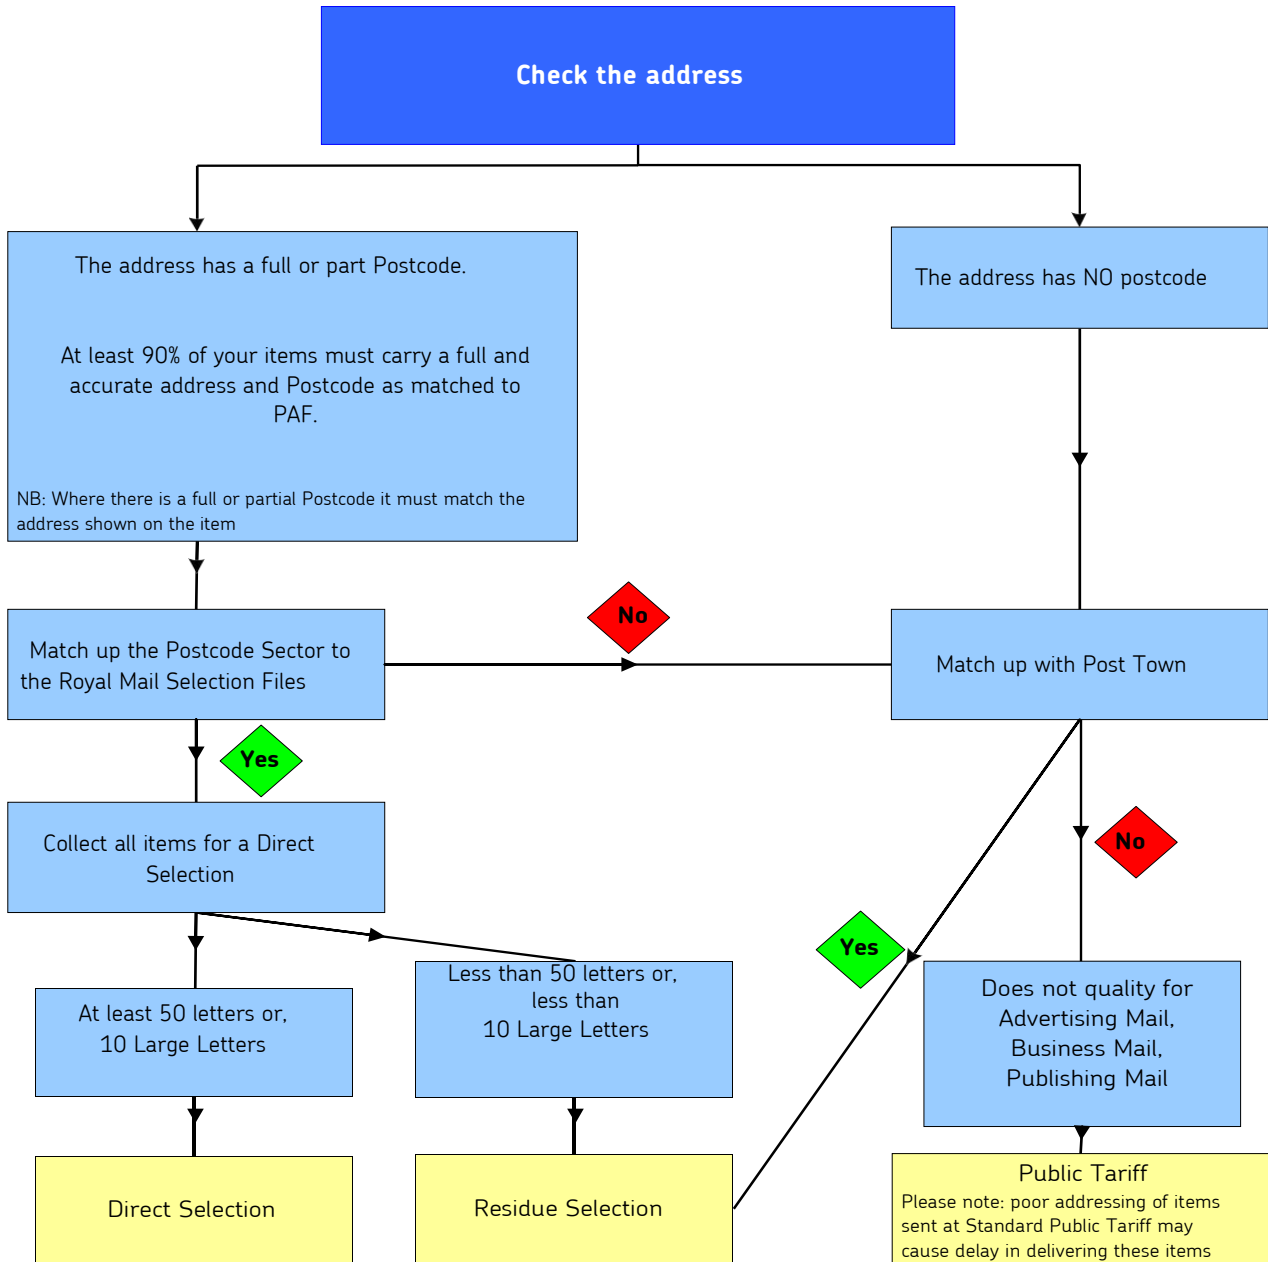 Check the address
The address has a full or part Postcode.
At least 90% of your items must carry a full and
accurate address and Postcode as matched to
PAF.
NB: Where there is a full or partial Postcode it must match the
address shown on the item
The address has NO postcode
No
Match up the Postcode Sector to
the Royal Mail Selection Files
Match up with Post Town
Yes
Collect all items for a Direct
Selection
No
Yes
At least 50 letters or,
10 Large Letters
Less than 50 letters or,
less than
10 Large Letters
Does not quality for
Advertising Mail,
Business Mail,
Publishing Mail
Direct Selection
Residue Selection
Public Tariff
Please note: poor addressing of items
sent at Standard Public Tariff may
cause delay in delivering these items